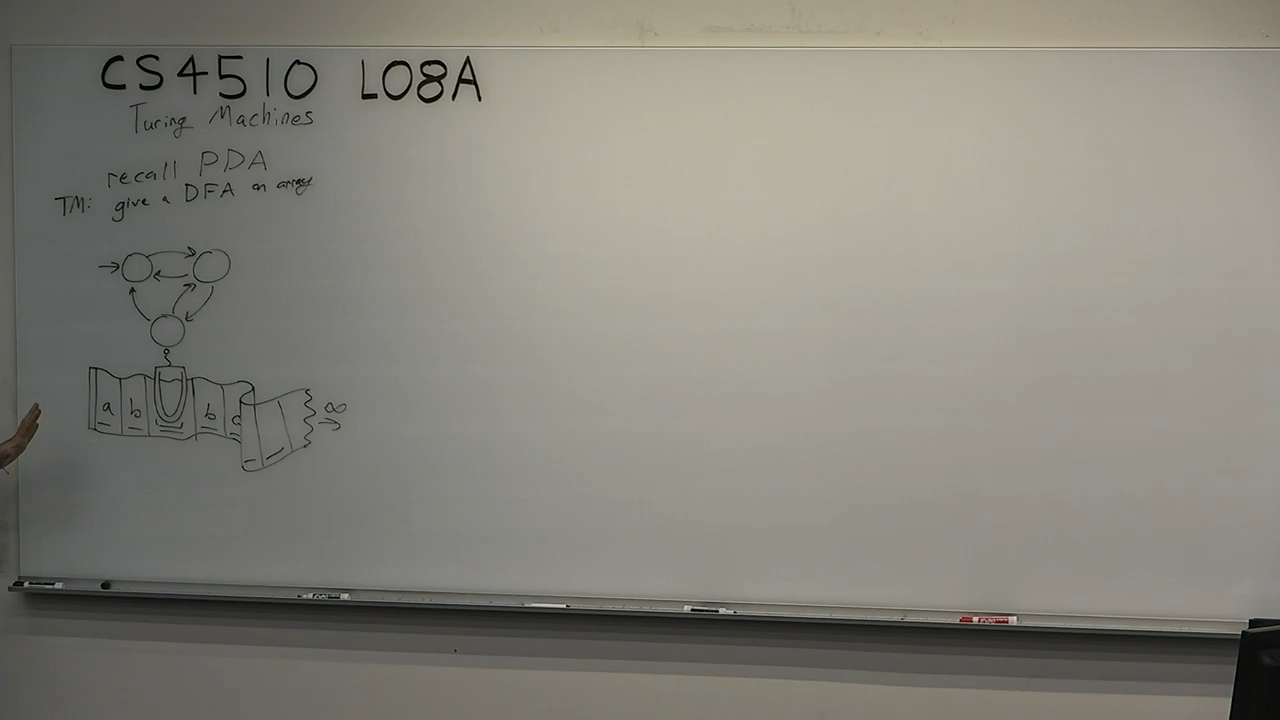 CS4510 L08A
Turing Machines
recall PDA
TM: give a DFA an array
a b b
∞